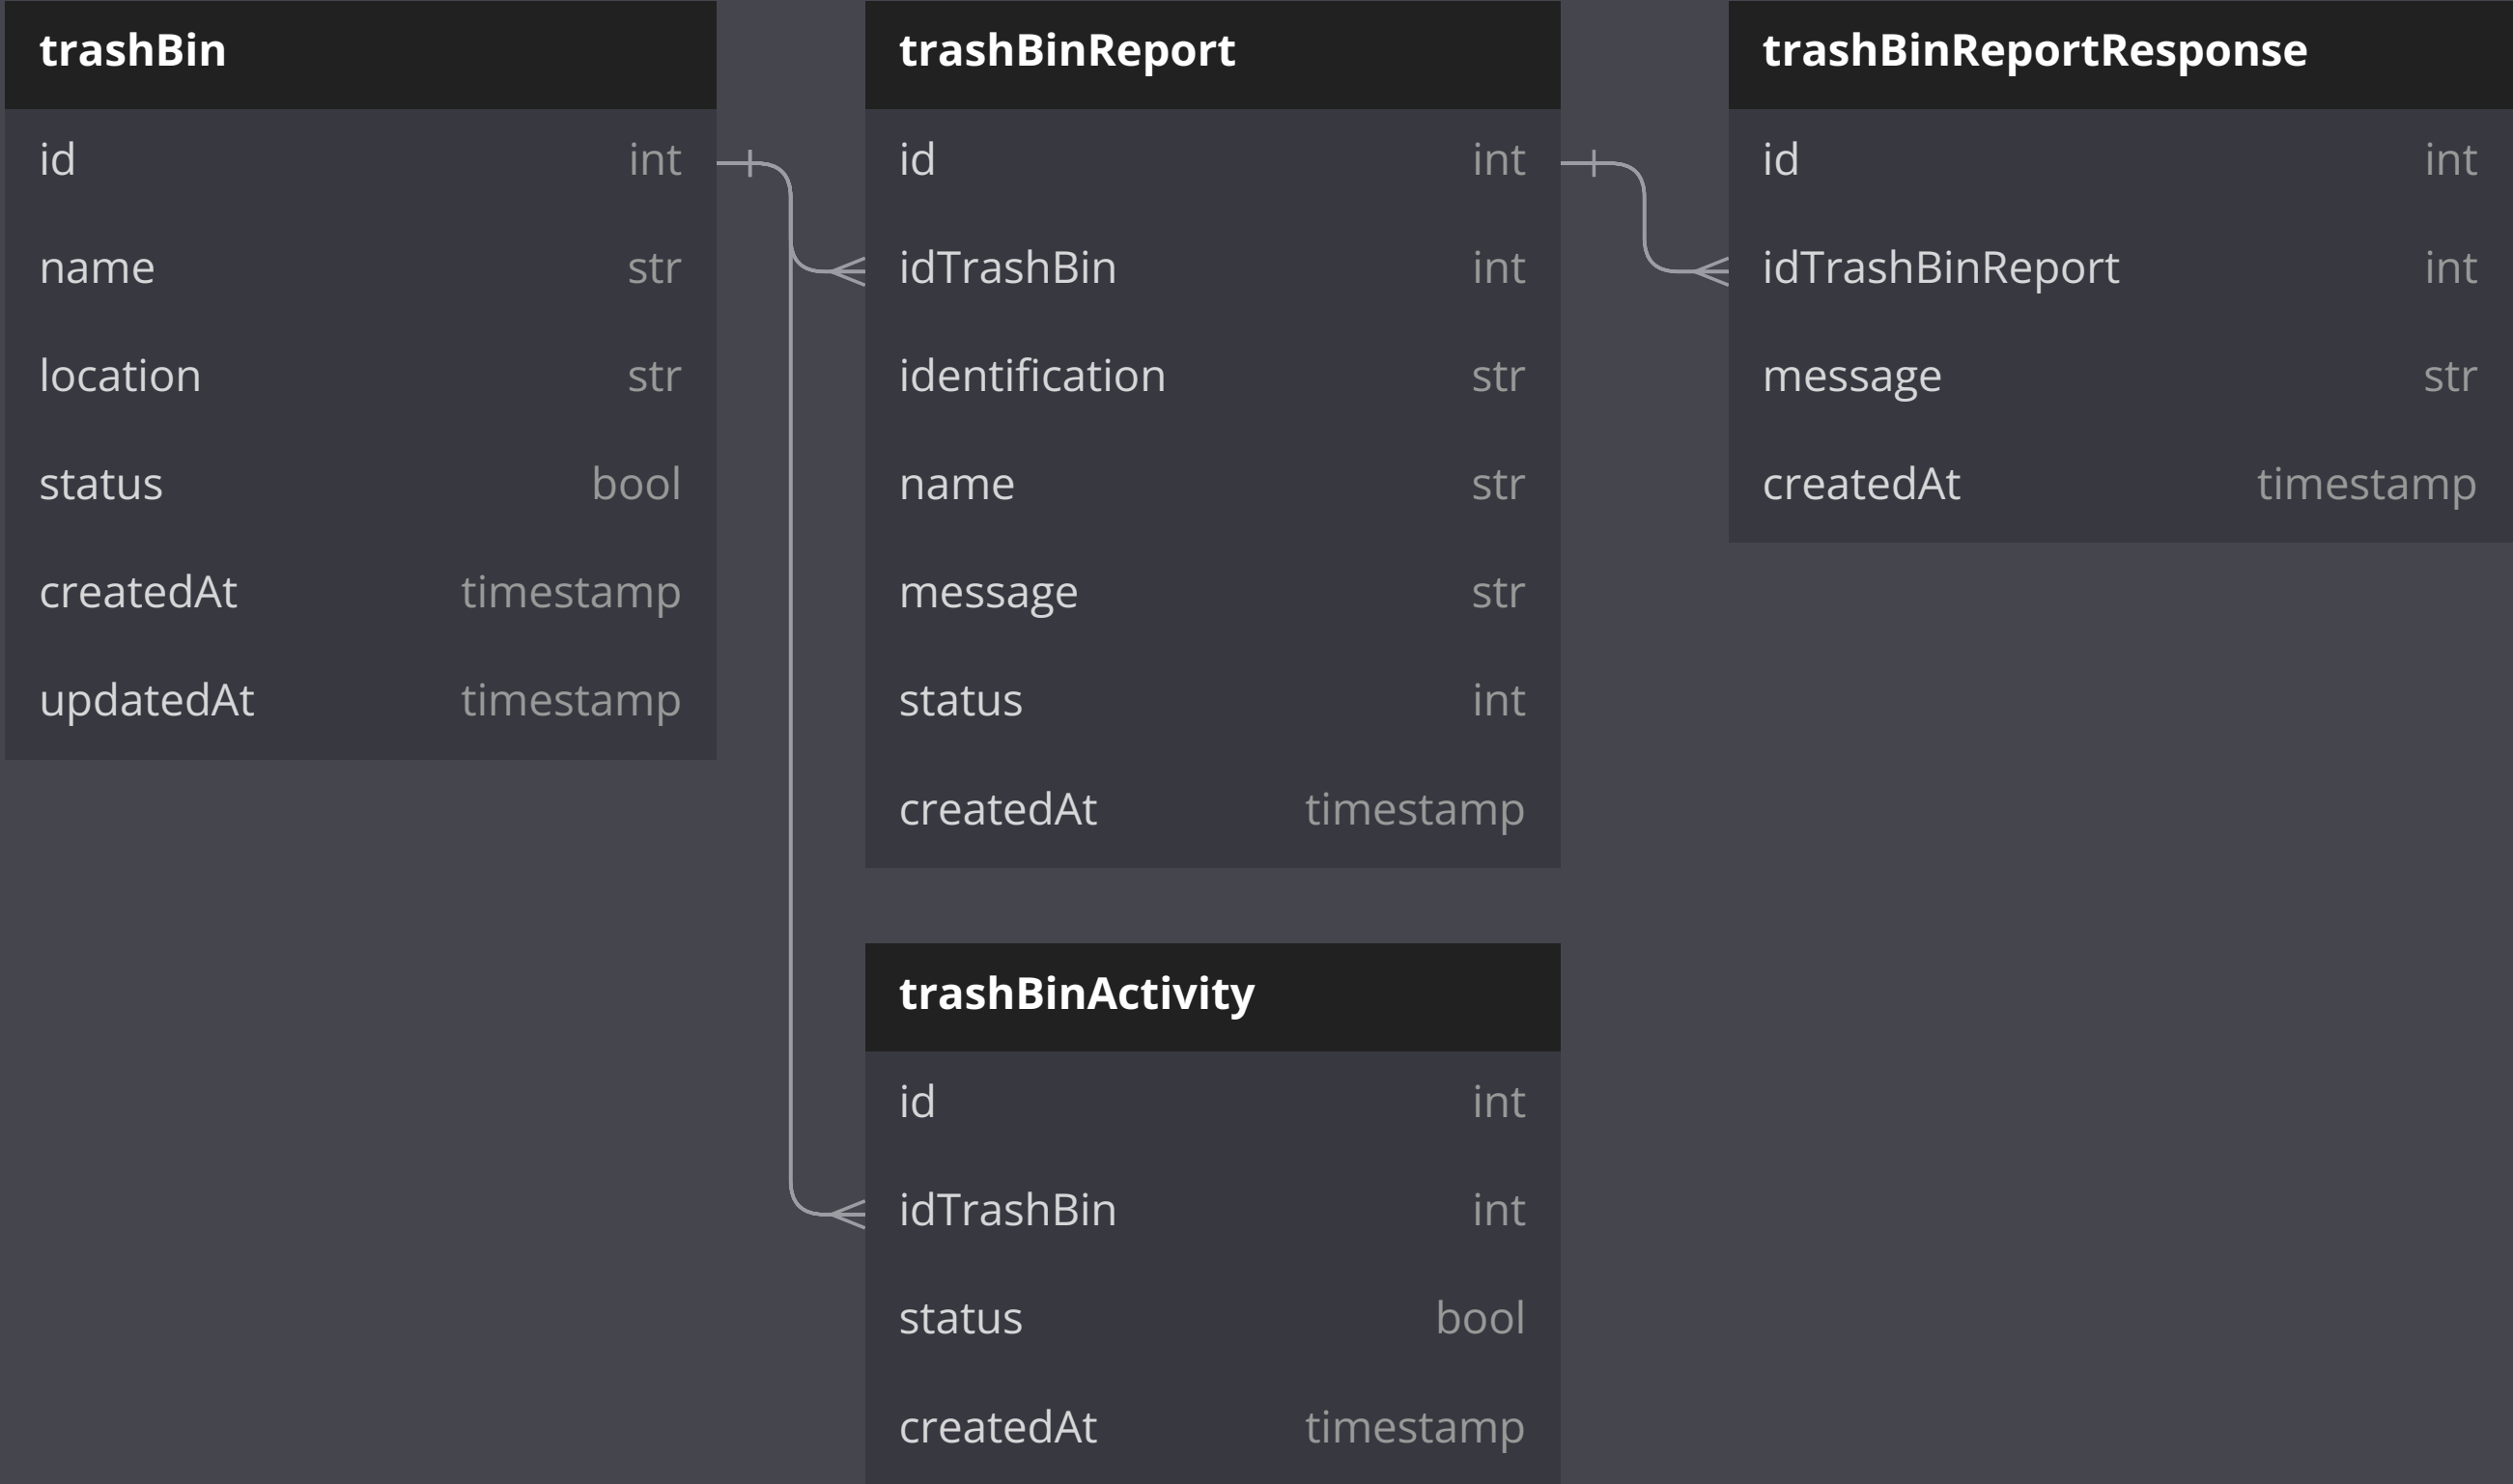 trashBin
id int
name str
location str
status bool
createdAt timestamp
updatedAt timestamp
trashBinReport
id int
idTrashBin int
identification str
name str
message str
status int
createdAt timestamp
trashBinReportResponse
id int
idTrashBinReport int
message str
createdAt timestamp
trashBinActivity
id int
idTrashBin int
status bool
createdAt timestamp